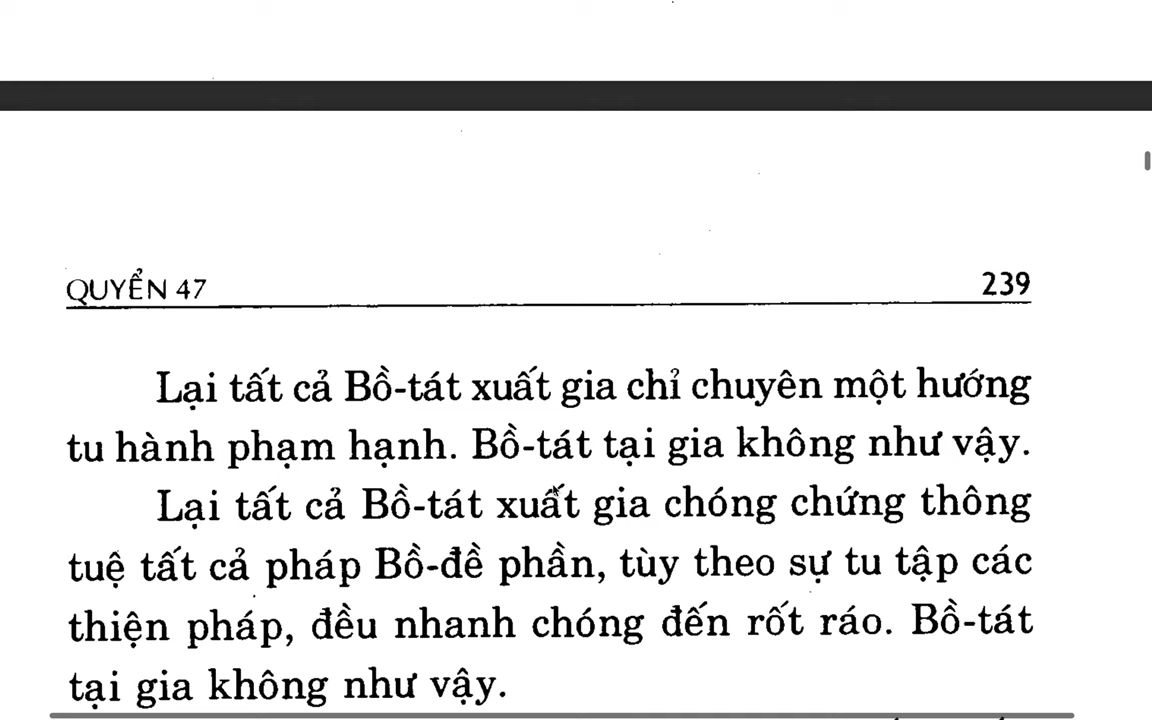 QUYỂN 47
239
Lại tất cả Bồ-tát xuất gia chỉ chuyên một hướng
tu hành phạm hạnh. Bồ-tát tại gia không như vậy.
Lại tất cả Bồ-tát xuất gia chóng chứng thông
tuệ tất cả pháp Bồ-đề phần, tùy theo sự tu tập các
thiện pháp, đều nhanh chóng đến rốt ráo. Bồ-tát
tại gia không như vậy.